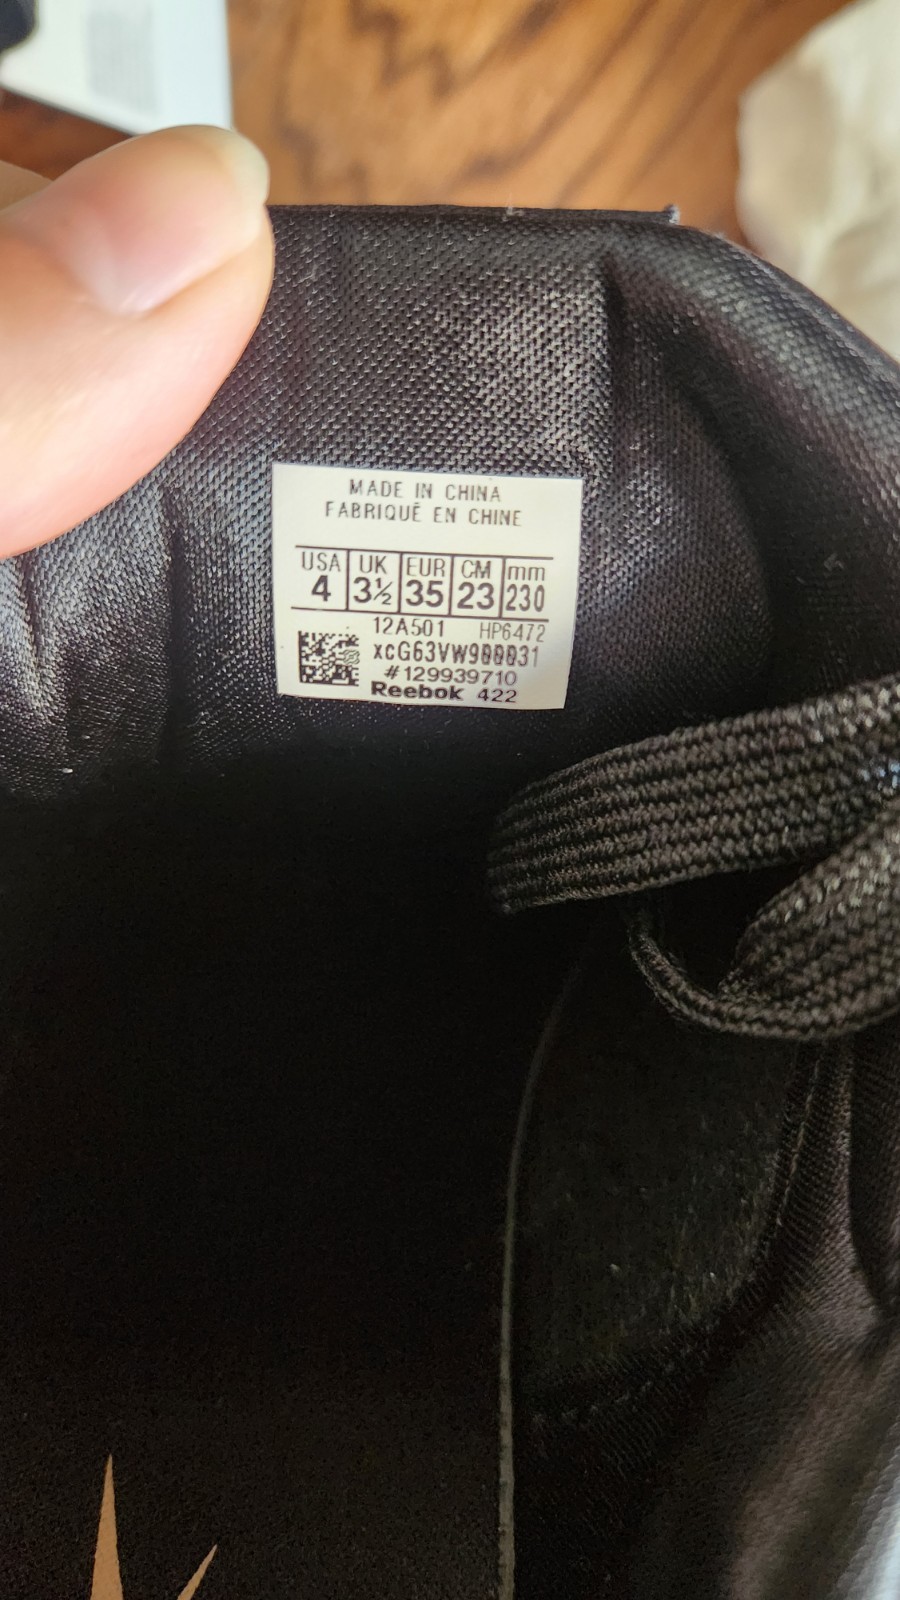 MADE IN CHINA
FABRIQUÉ EN CHINE
USA UK EUR CM mm
4 3½ 35 23 230
12A501 HP6472
#129939710
Reebok 422